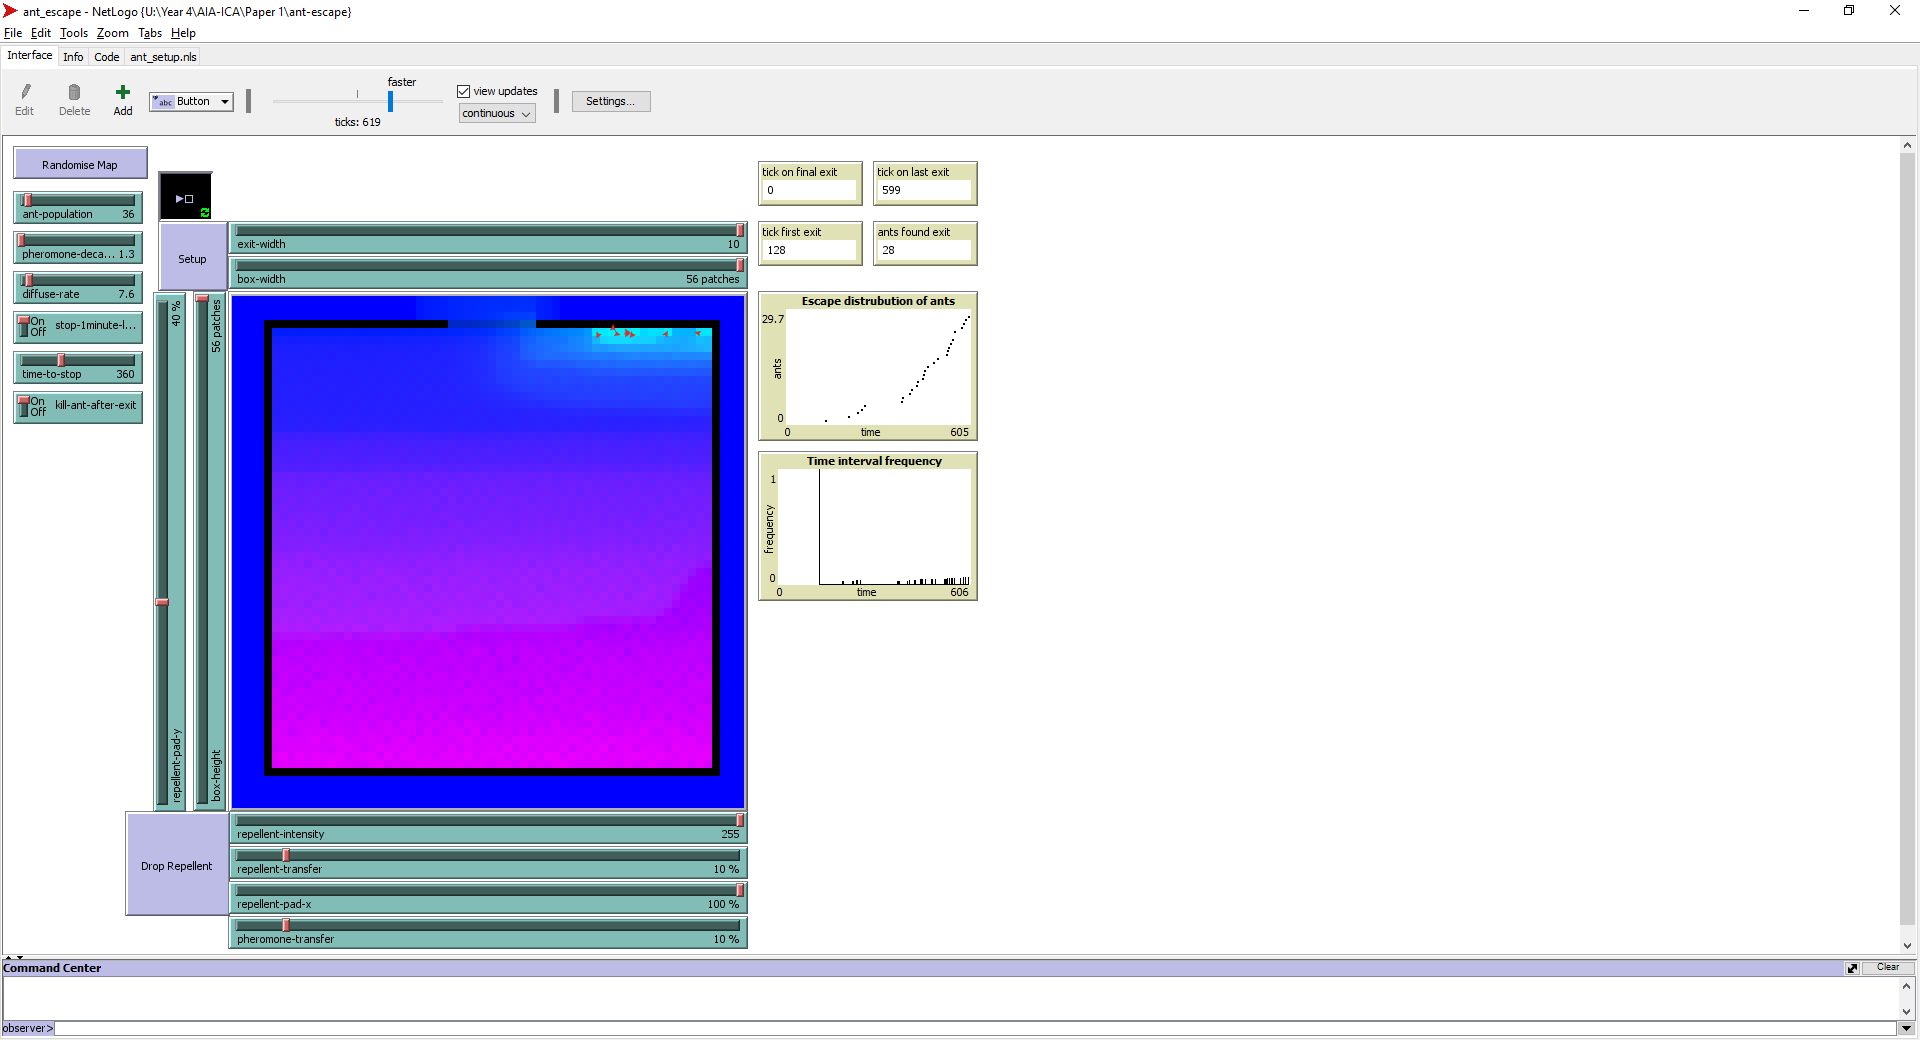 ant_escape - NetLogo {U:\Year 4\AIA-ICA\Paper 1\ant-escape}
File Edit Tools Zoom Tabs Help
Interface Info Code ant_setup.nls
Edit Delete Add abc Button
faster
ticks: 619
view updates
continuous
Settings...
Randomise Map
ant-population 36
pheromone-deca... 1.3
diffuse-rate 7.6
On Off stop-1minute-l...
time-to-stop 360
On Off kill-ant-after-exit
Setup
exit-width 10
box-width 56 patches
repellent-pad-y 40 %
box-height 56 patches
Drop Repellent
repellent-intensity 255
repellent-transfer 10 %
repellent-pad-x 100 %
pheromone-transfer 10 %
tick on final exit
0
tick on last exit
599
tick first exit
128
ants found exit
28
Escape distrubution of ants
29.7
ants
0
0 time 605
Time interval frequency
1
frequency
0
0 time 606
Command Center
Clear
observer>